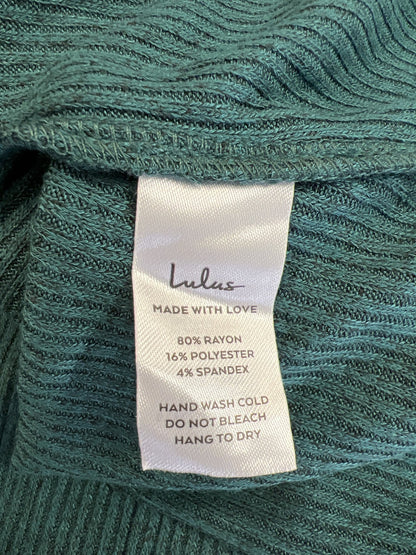 Lulus
MADE WITH LOVE
80% RAYON
16% POLYESTER
4% SPANDEX
HAND WASH COLD
DO NOT BLEACH
HANG TO DRY